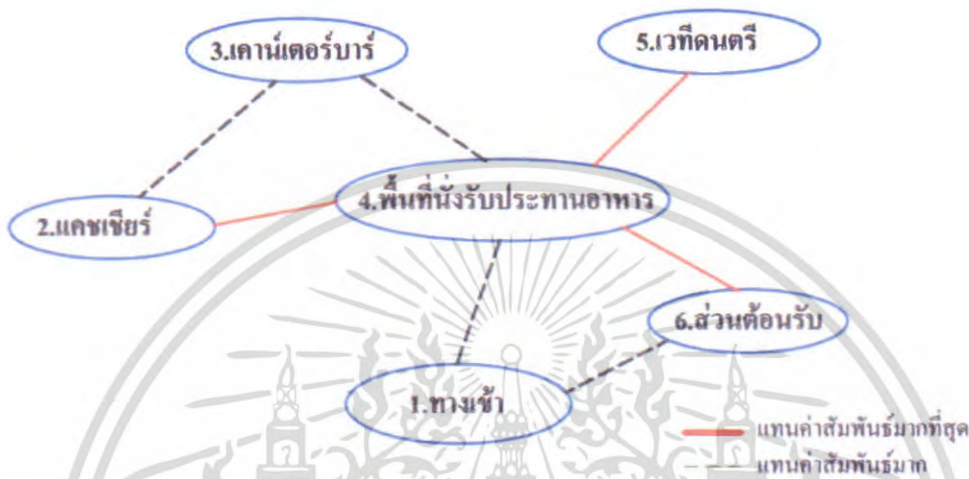 3.เคาน์เตอร์บาร์
5.เวทีดนตรี
2.แคชเชียร์
4.พื้นที่นั่งรับประทานอาหาร
6.ส่วนต้อนรับ
1.ทางเข้า
แทนค่าสัมพันธ์มากที่สุด
แทนค่าสัมพันธ์มาก